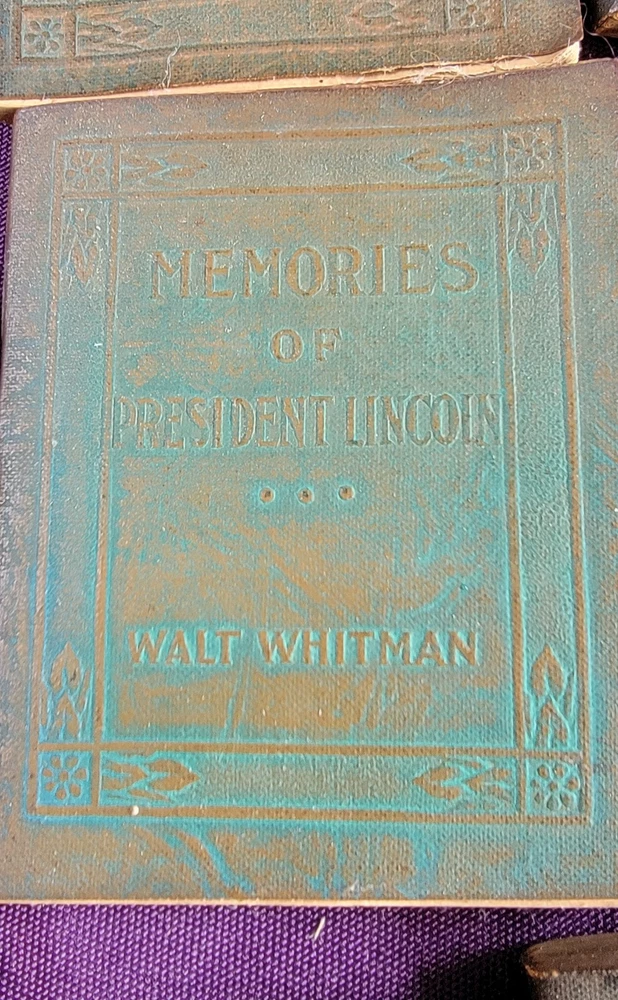 MEMORIES
OF
PRESIDENT LINCOLN
• • •
WALT WHITMAN